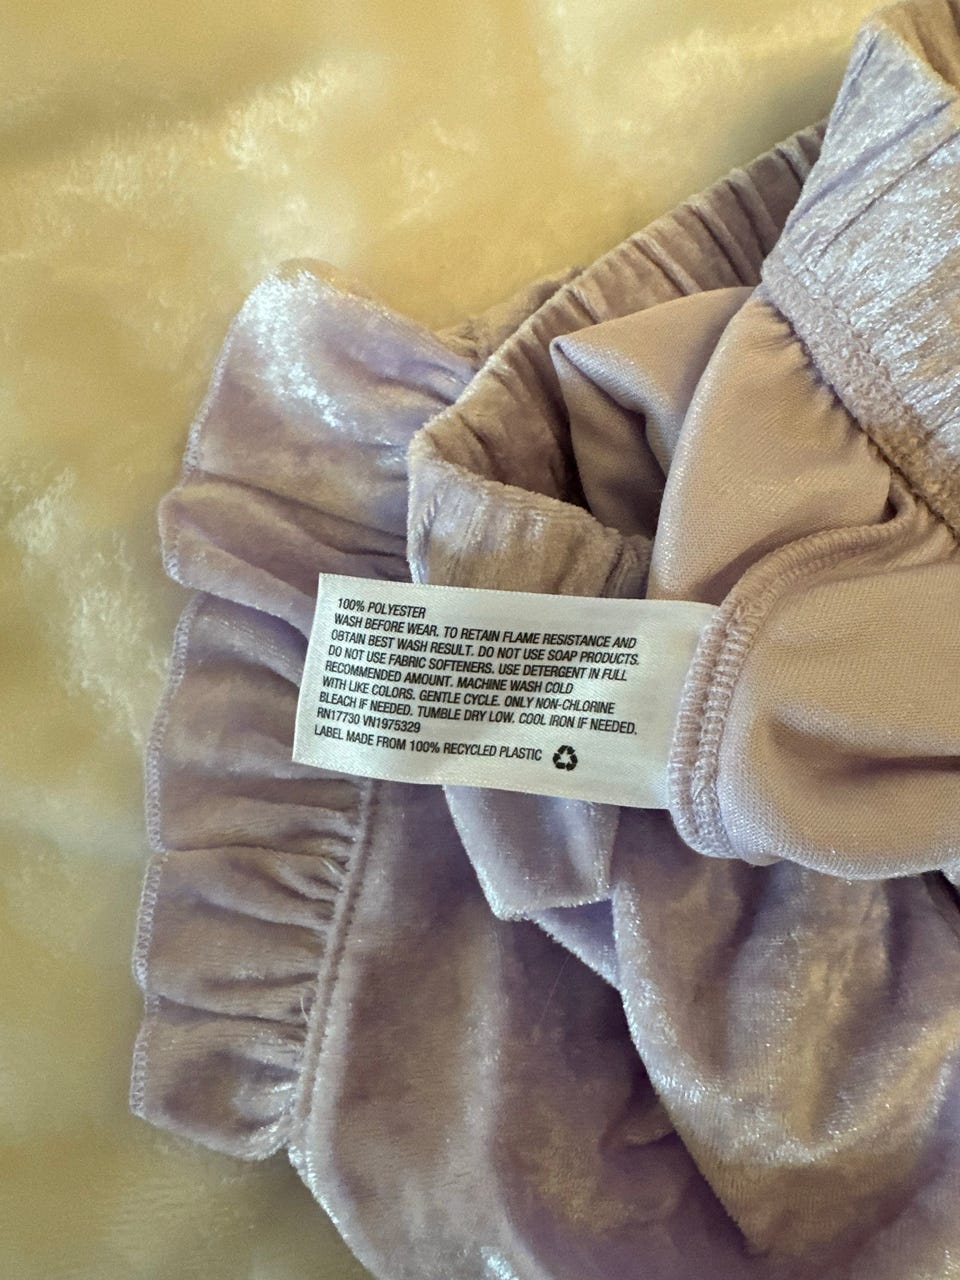 100% POLYESTER
WASH BEFORE WEAR. TO RETAIN FLAME RESISTANCE AND
OBTAIN BEST WASH RESULT. DO NOT USE SOAP PRODUCTS.
DO NOT USE FABRIC SOFTENERS. USE DETERGENT IN FULL
RECOMMENDED AMOUNT. MACHINE WASH COLD
WITH LIKE COLORS. GENTLE CYCLE. ONLY NON-CHLORINE
BLEACH IF NEEDED. TUMBLE DRY LOW. COOL IRON IF NEEDED.
RN17730 VN1975329
LABEL MADE FROM 100% RECYCLED PLASTIC